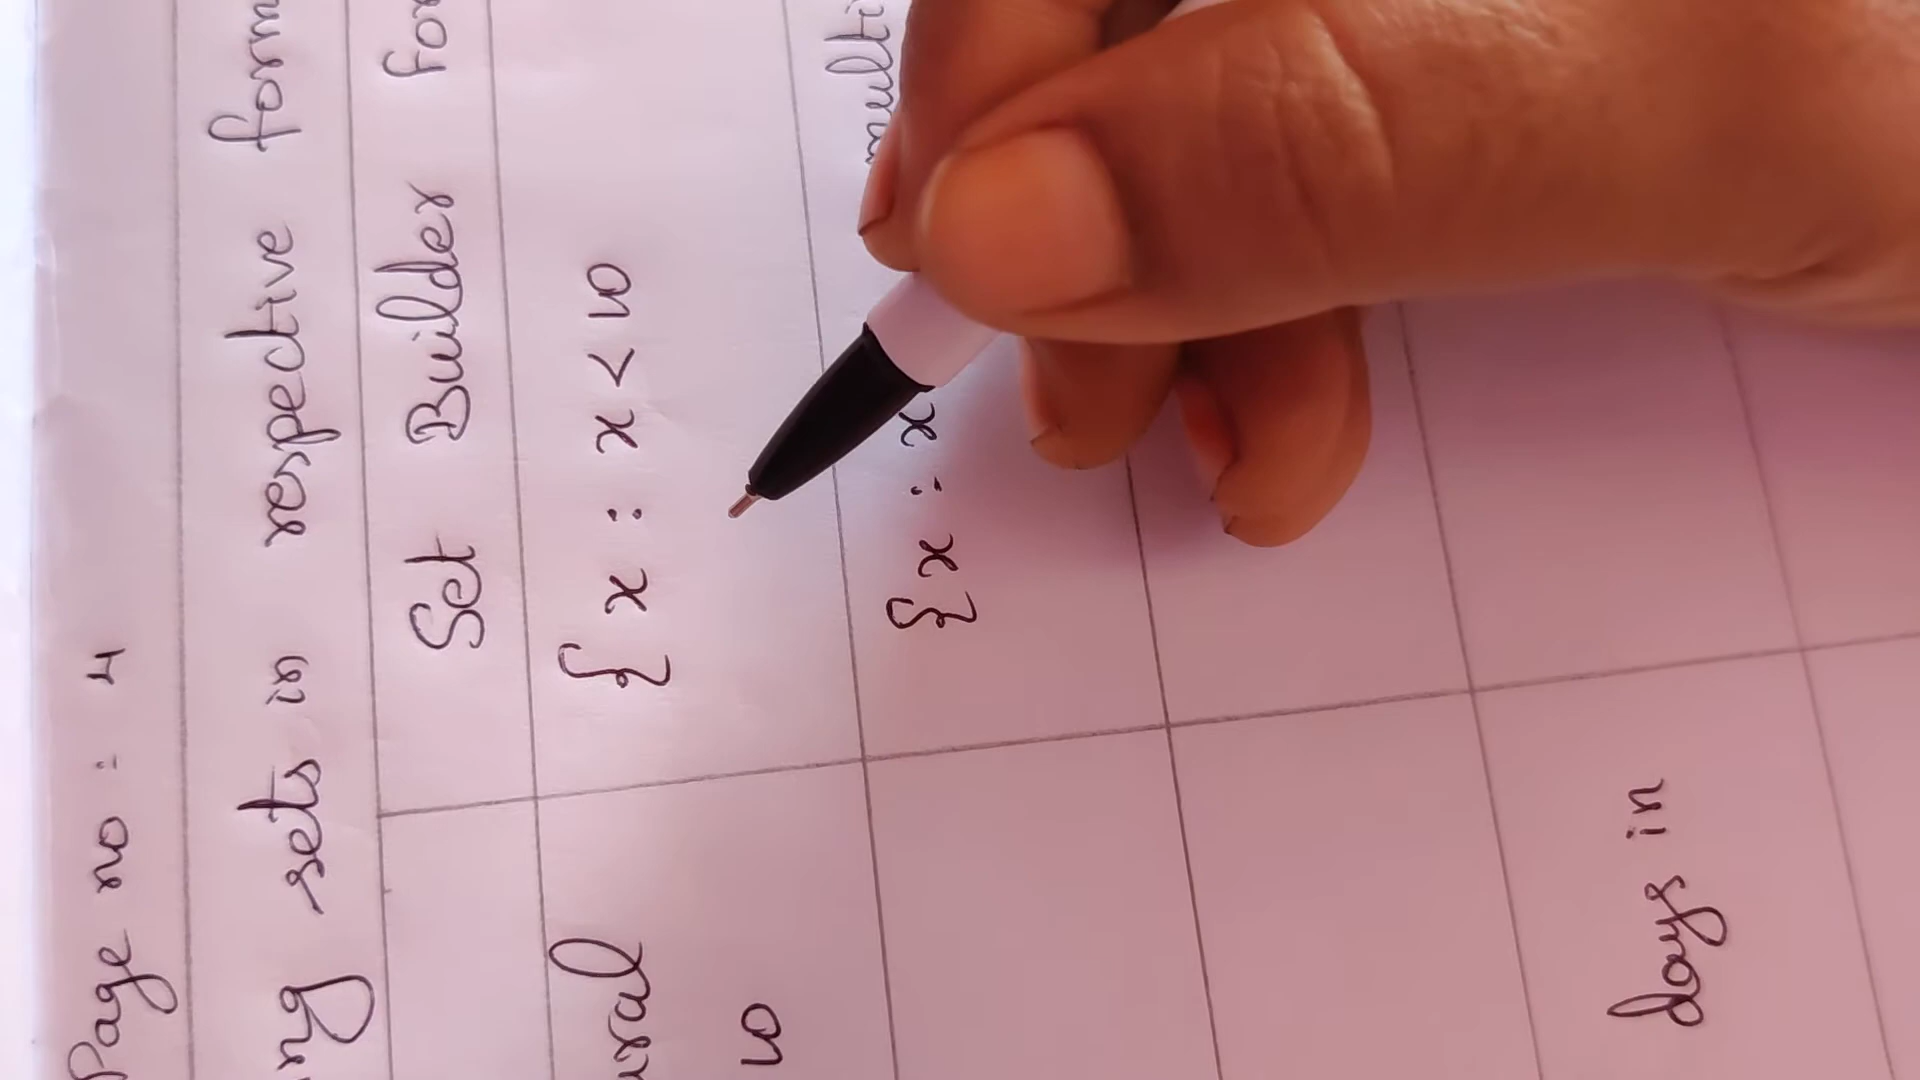 Page no : 4
ng sets in respective form
Set Builder for
ural { x : x < 10
10
{ x : x multi
days in